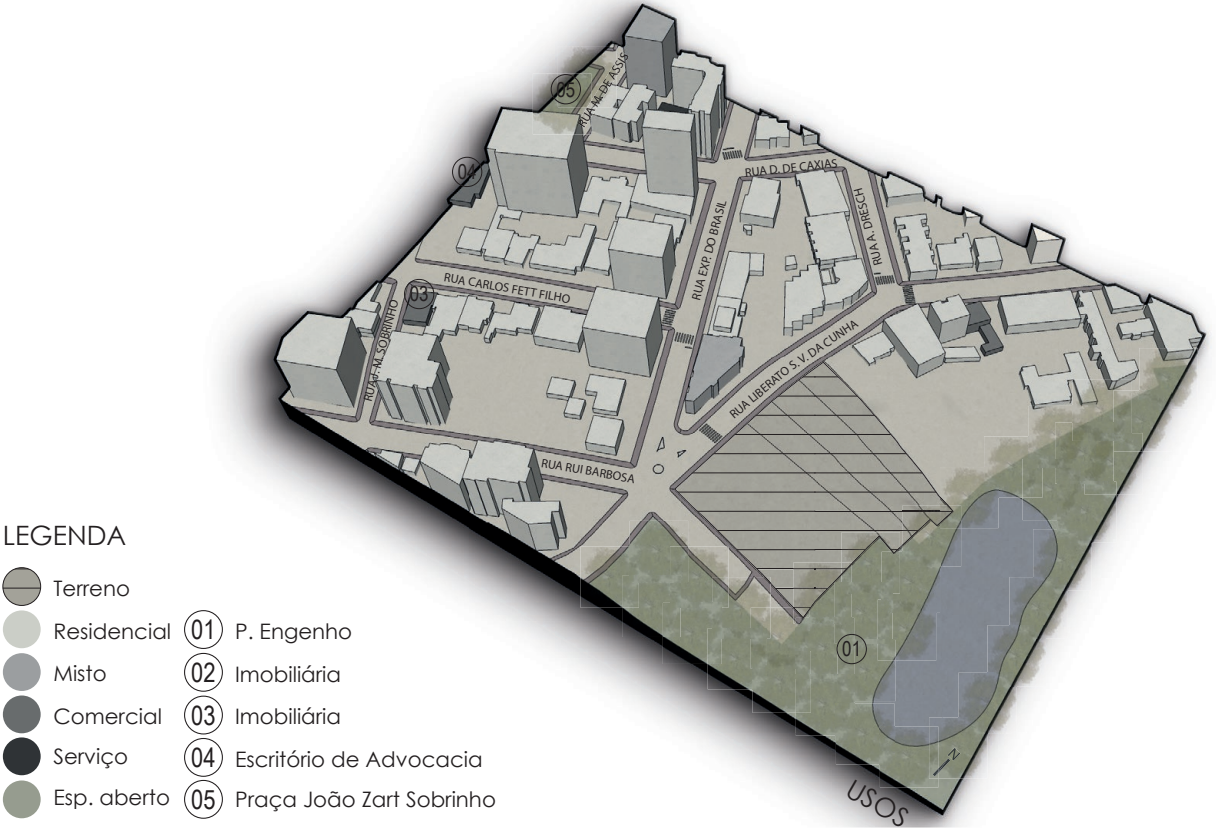 05
RUA M. DE ASSIS
04
RUA D. DE CAXIAS
RUA A. DRESCH
RUA EXP. DO BRASIL
RUA CARLOS FETT FILHO
03
RUA J. M. SOBRINHO
RUA LIBERATO S. V. DA CUNHA
RUA RUI BARBOSA
01
N
USOS
LEGENDA
Terreno
Residencial 01 P. Engenho
Misto 02 Imobiliária
Comercial 03 Imobiliária
Serviço 04 Escritório de Advocacia
Esp. aberto 05 Praça João Zart Sobrinho